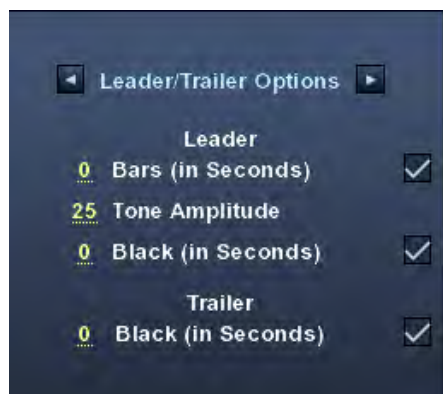 Leader/Trailer Options
Leader
0 Bars (in Seconds)
25 Tone Amplitude
0 Black (in Seconds)
Trailer
0 Black (in Seconds)